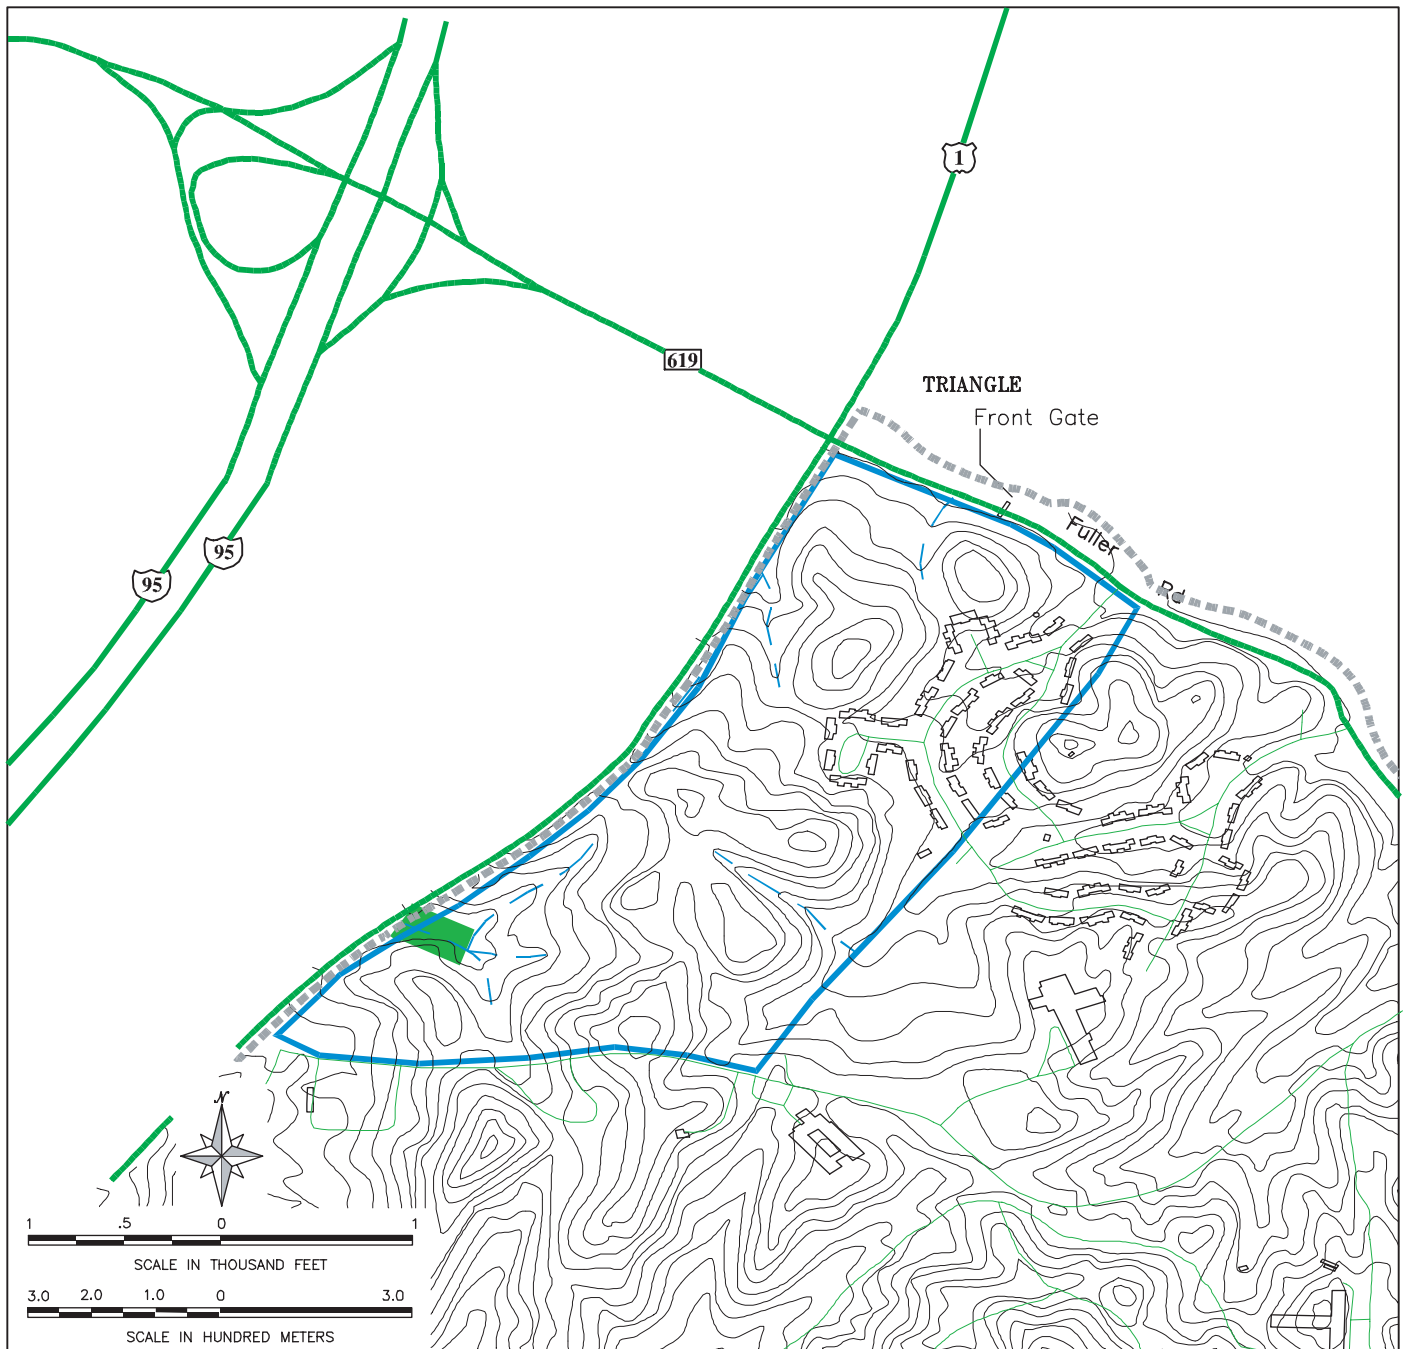 1
619
TRIANGLE
Front Gate
Fuller
Rd
95
95
N
1 .5 0 1
SCALE IN THOUSAND FEET
3.0 2.0 1.0 0 3.0
SCALE IN HUNDRED METERS